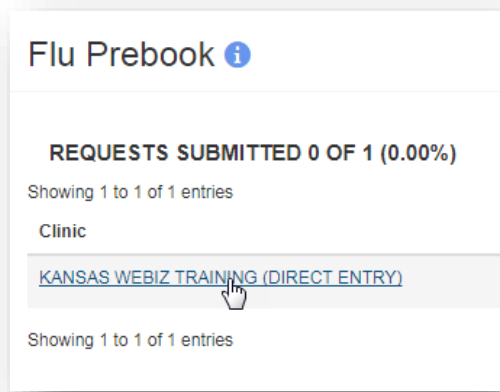 Flu Prebook
REQUESTS SUBMITTED 0 OF 1 (0.00%)
Showing 1 to 1 of 1 entries
Clinic
KANSAS WEBIZ TRAINING (DIRECT ENTRY)
Showing 1 to 1 of 1 entries